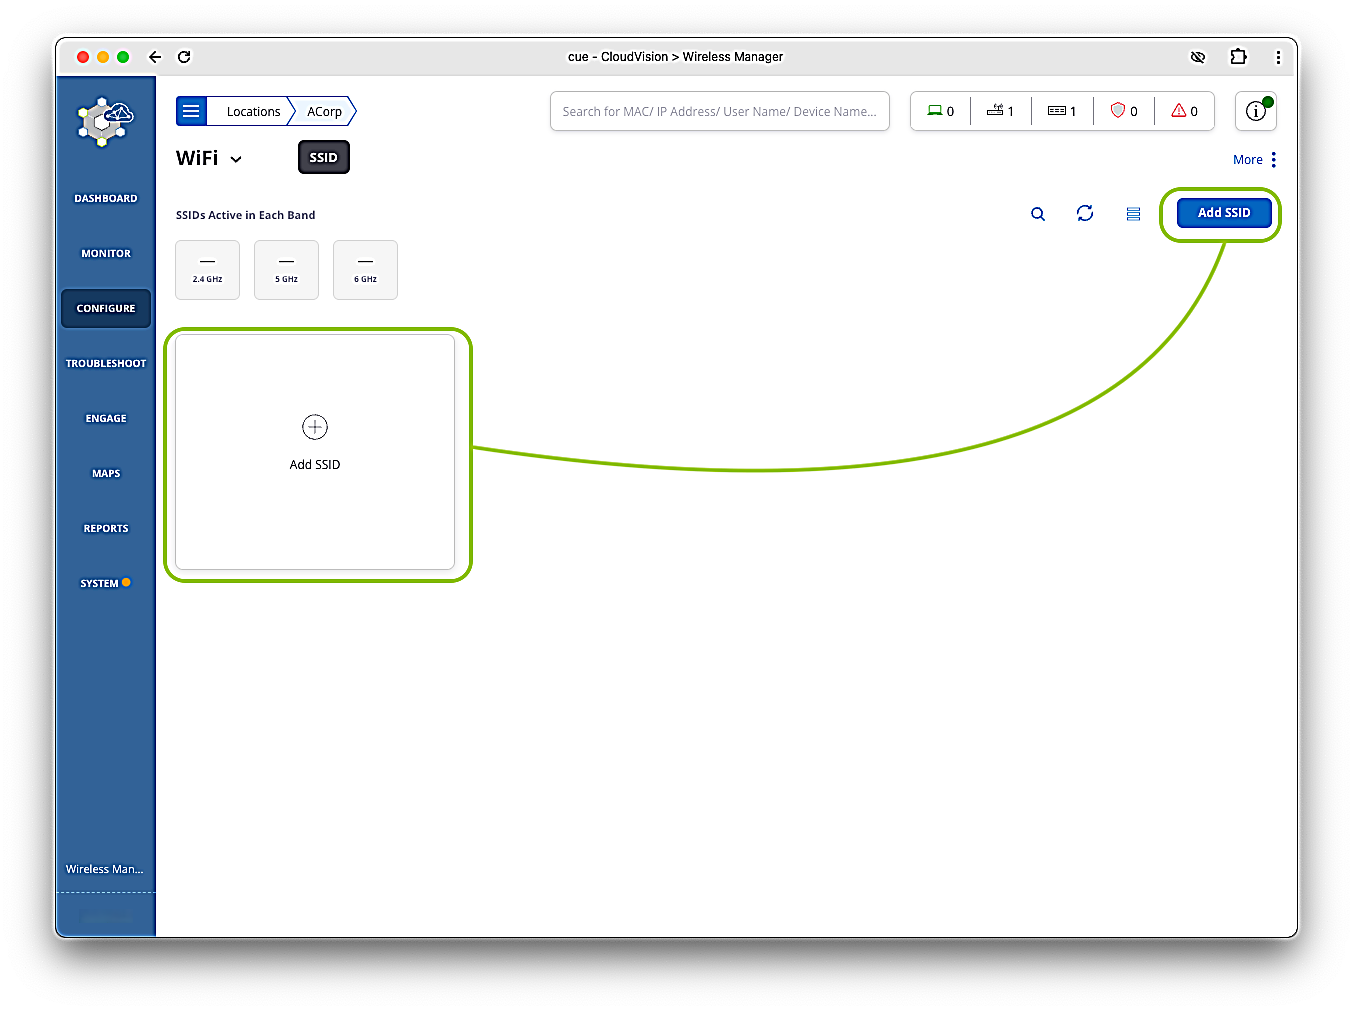 cue - CloudVision > Wireless Manager
Locations
ACorp
Search for MAC/ IP Address/ User Name/ Device Name...
0
1
1
0
0
WiFi
SSID
More
DASHBOARD
MONITOR
CONFIGURE
TROUBLESHOOT
ENGAGE
MAPS
REPORTS
SYSTEM
Wireless Man...
SSIDs Active in Each Band
Add SSID
—
2.4 GHz
—
5 GHz
—
6 GHz
Add SSID